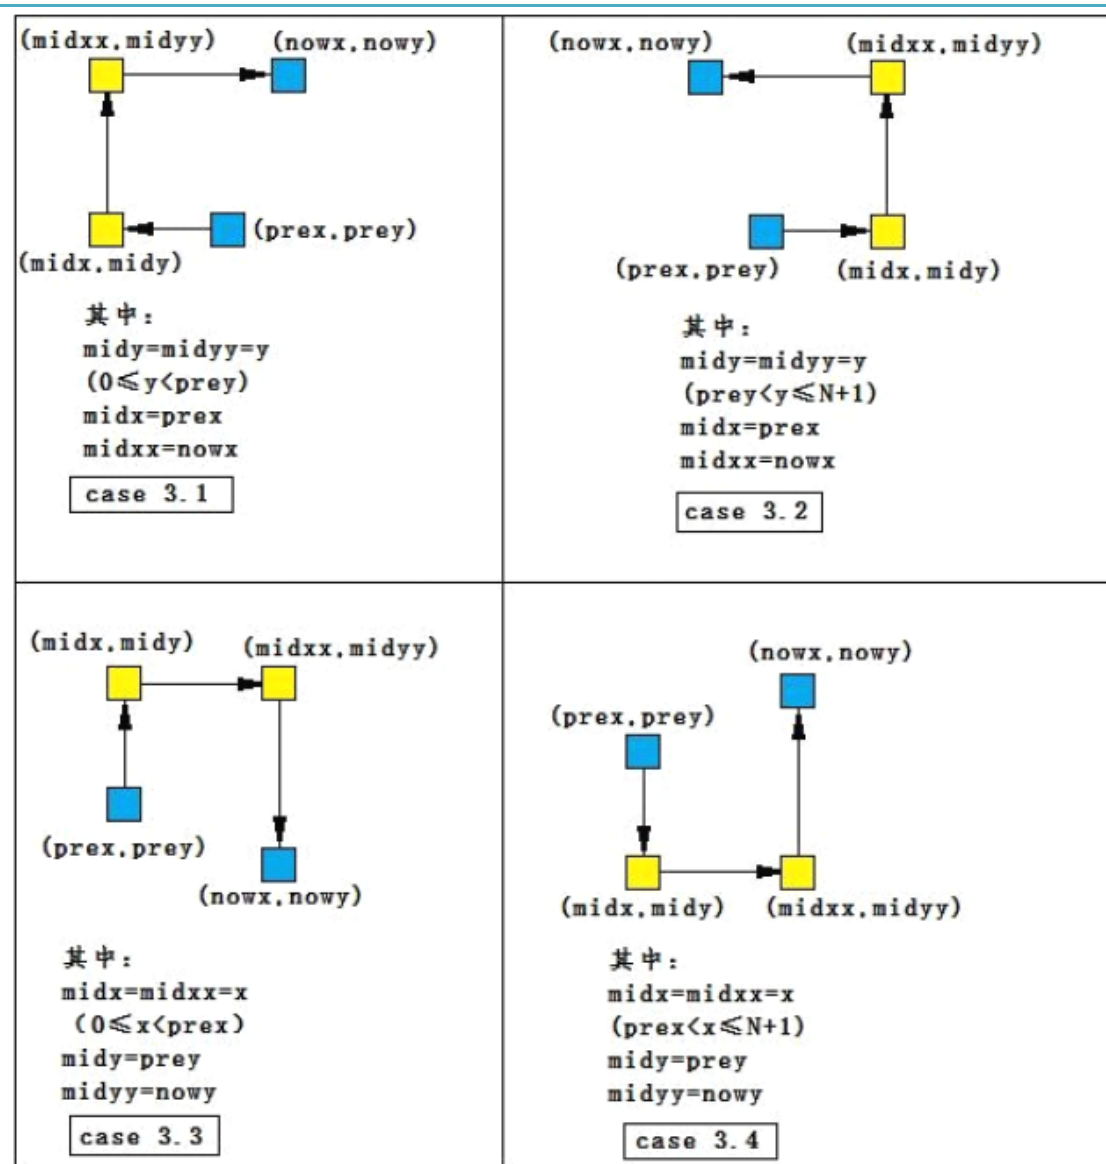 (midxx,midyy)
(nowx,nowy)
(prex,prey)
(midx,midy)
其中：
midy=midyy=y
(0≤y<prey)
midx=prex
midxx=nowx
case 3.1
(nowx,nowy)
(midxx,midyy)
(prex,prey)
(midx,midy)
其中：
midy=midyy=y
(prey<y≤N+1)
midx=prex
midxx=nowx
case 3.2
(midx,midy)
(midxx,midyy)
(prex,prey)
(nowx,nowy)
其中：
midx=midxx=x
(0≤x<prex)
midy=prey
midyy=nowy
case 3.3
(nowx,nowy)
(prex,prey)
(midx,midy)
(midxx,midyy)
其中：
midx=midxx=x
(prex<x≤N+1)
midy=prey
midyy=nowy
case 3.4